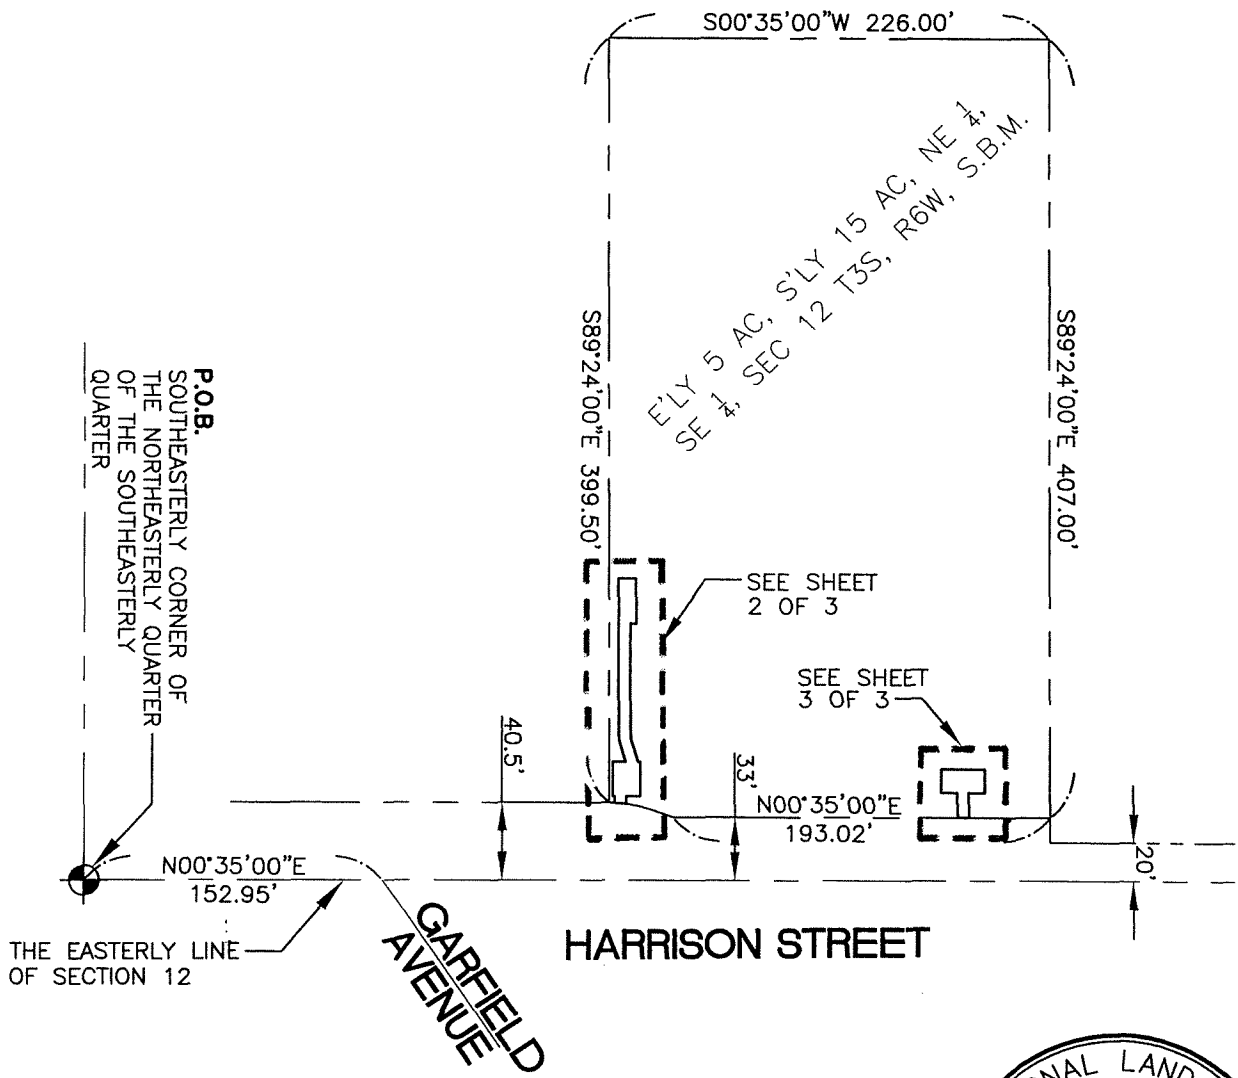 S00°35'00"W 226.00'
E'LY 5 AC, S'LY 15 AC, NE 1/4,
SE 1/4, SEC 12 T3S, R6W, S.B.M.
S89°24'00"E 399.50'
S89°24'00"E 407.00'
P.O.B.
SOUTHEASTERLY CORNER OF
THE NORTHEASTERLY QUARTER
OF THE SOUTHEASTERLY
QUARTER
SEE SHEET
2 OF 3
SEE SHEET
3 OF 3
40.5'
33'
N00°35'00"E
193.02'
20'
N00°35'00"E
152.95'
THE EASTERLY LINE
OF SECTION 12
GARFIELD
AVENUE
HARRISON STREET
NAL LAND